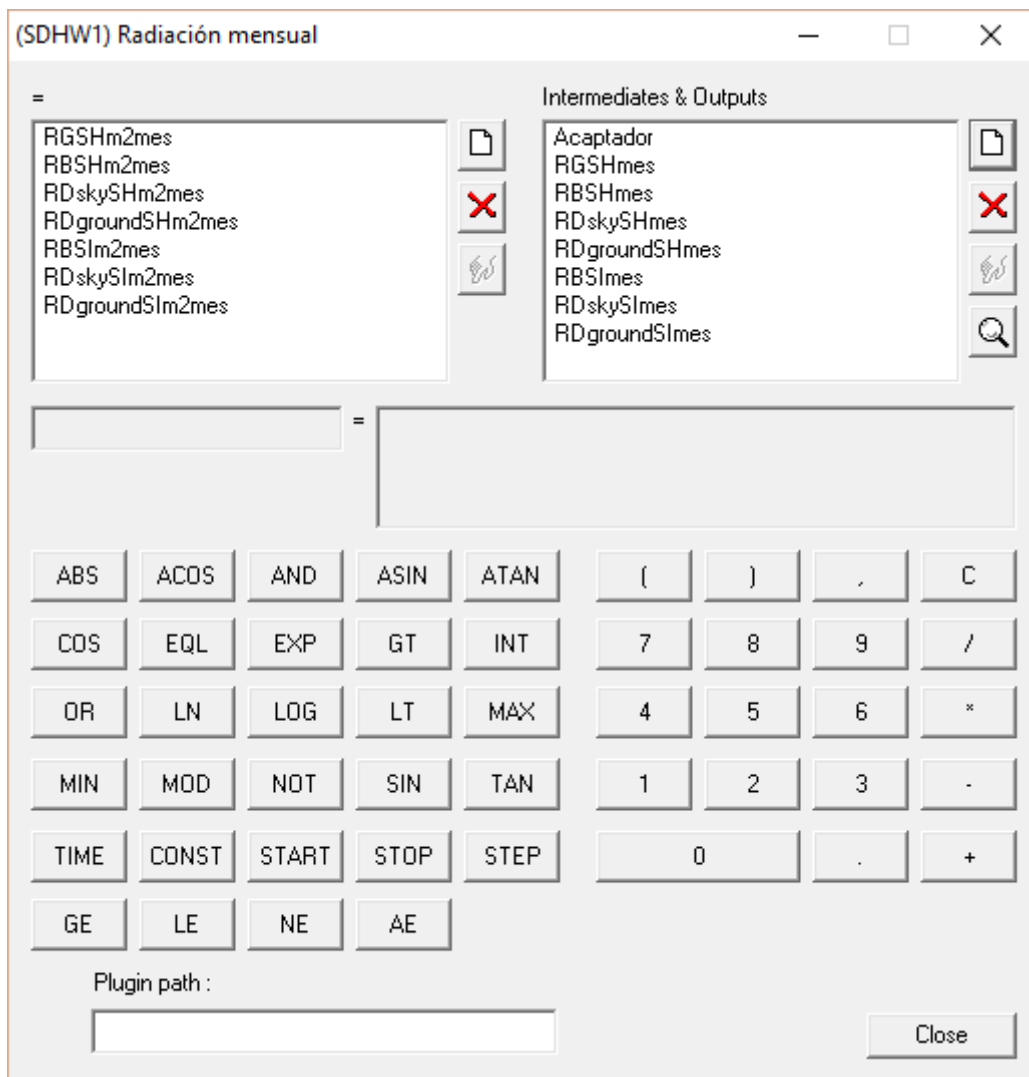 (SDHW1) Radiación mensual
= Intermediates & Outputs
RGSHm2mes
RBSHm2mes
RDskySHm2mes
RDgroundSHm2mes
RBSIm2mes
RDskySIm2mes
RDgroundSIm2mes
Acaptador
RGSHmes
RBSHmes
RDskySHmes
RDgroundSHmes
RBSImes
RDskySImes
RDgroundSImes
=
ABS ACOS AND ASIN ATAN ( ) , C
COS EQL EXP GT INT 7 8 9 /
OR LN LOG LT MAX 4 5 6 *
MIN MOD NOT SIN TAN 1 2 3 -
TIME CONST START STOP STEP 0 . +
GE LE NE AE
Plugin path :
Close